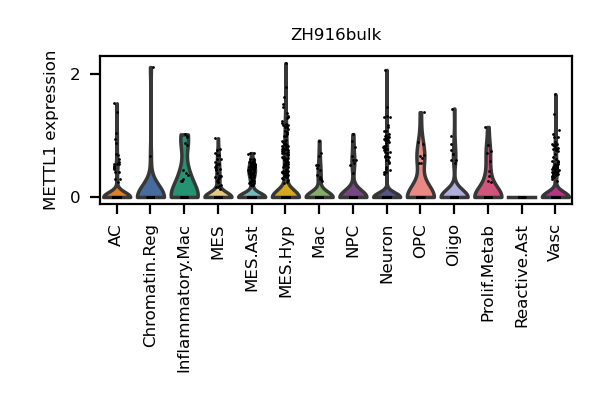 ZH916bulk
METTL1 expression
2
0
AC
Chromatin.Reg
Inflammatory.Mac
MES
MES.Ast
MES.Hyp
Mac
NPC
Neuron
OPC
Oligo
Prolif.Metab
Reactive.Ast
Vasc